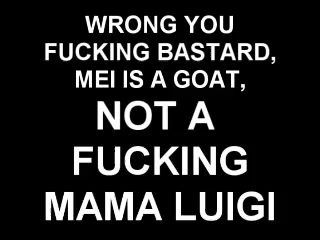 WRONG YOU
FUCKING BASTARD,
MEI IS A GOAT,
NOT A
FUCKING
MAMA LUIGI